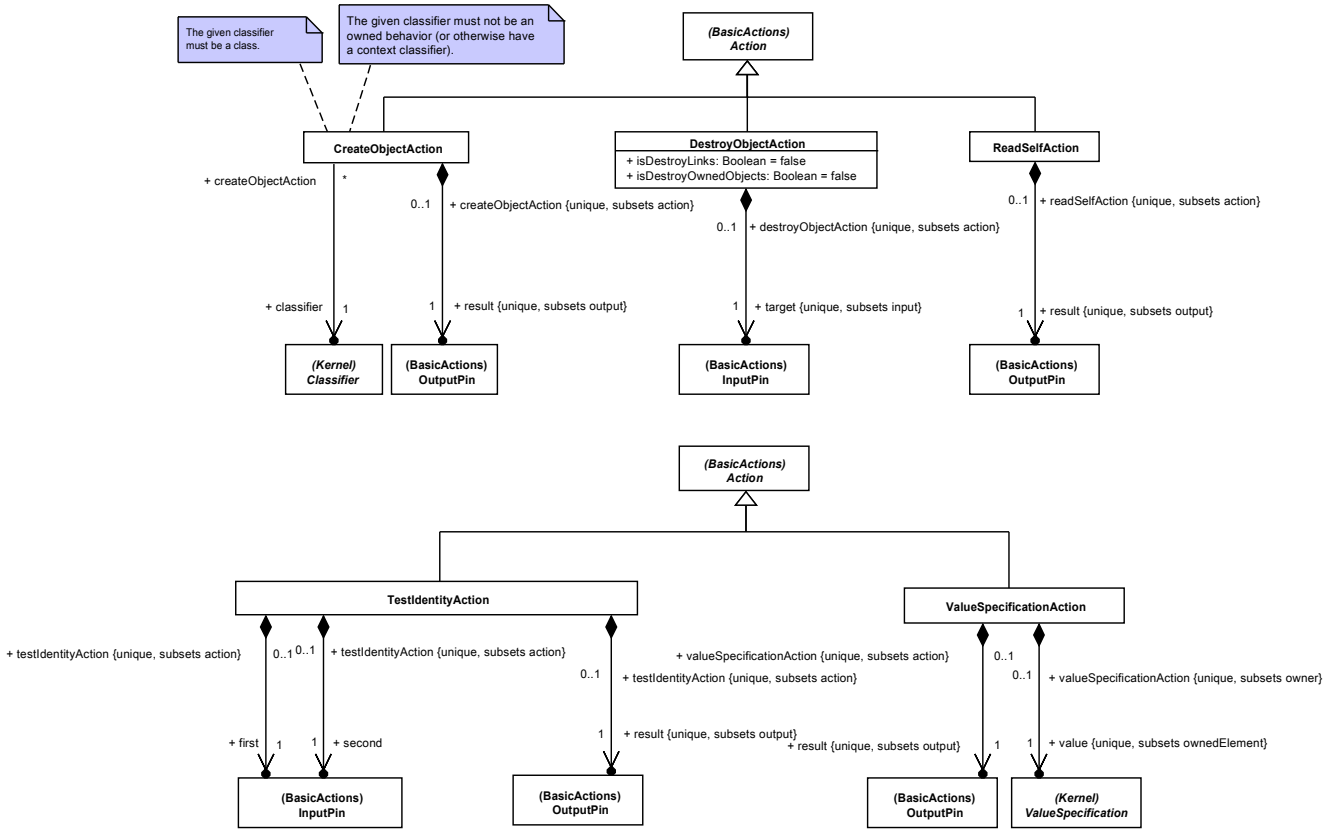 The given classifier
must be a class.
The given classifier must not be an
owned behavior (or otherwise have
a context classifier).
(BasicActions)
Action
CreateObjectAction
DestroyObjectAction
+ isDestroyLinks: Boolean = false
+ isDestroyOwnedObjects: Boolean = false
ReadSelfAction
+ createObjectAction
*
0..1
+ createObjectAction {unique, subsets action}
0..1
+ destroyObjectAction {unique, subsets action}
0..1
+ readSelfAction {unique, subsets action}
+ classifier
1
1
+ result {unique, subsets output}
1
+ target {unique, subsets input}
1
+ result {unique, subsets output}
(Kernel)
Classifier
(BasicActions)
OutputPin
(BasicActions)
InputPin
(BasicActions)
OutputPin
(BasicActions)
Action
TestIdentityAction
ValueSpecificationAction
+ testIdentityAction {unique, subsets action}
0..1
0..1
+ testIdentityAction {unique, subsets action}
0..1
+ testIdentityAction {unique, subsets action}
+ valueSpecificationAction {unique, subsets action}
0..1
0..1
+ valueSpecificationAction {unique, subsets owner}
+ first
1
1
+ second
1
+ result {unique, subsets output}
+ result {unique, subsets output}
1
1
+ value {unique, subsets ownedElement}
(BasicActions)
InputPin
(BasicActions)
OutputPin
(BasicActions)
OutputPin
(Kernel)
ValueSpecification